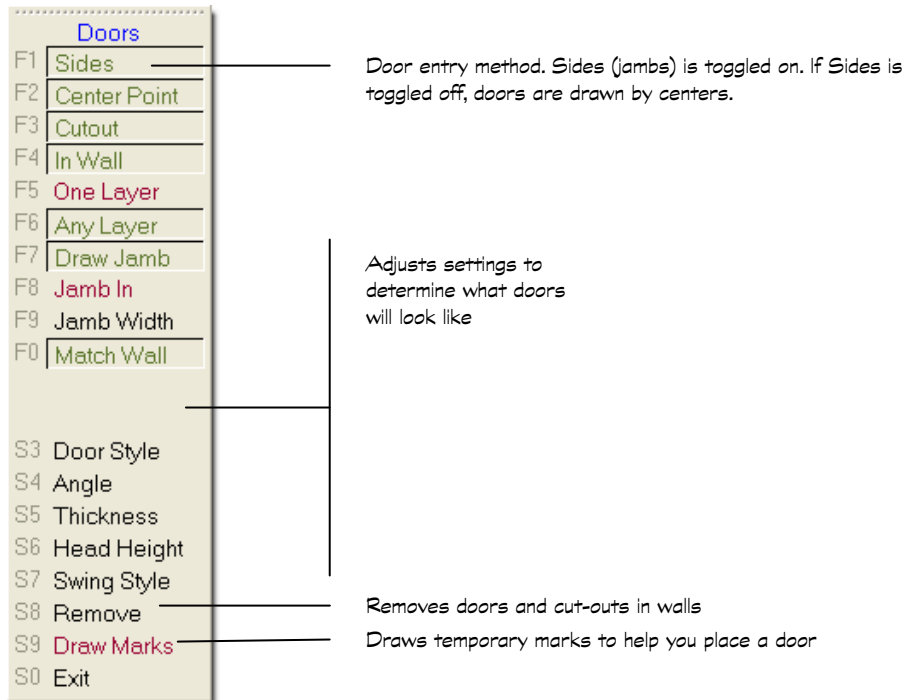 Doors
F1 Sides
F2 Center Point
F3 Cutout
F4 In Wall
F5 One Layer
F6 Any Layer
F7 Draw Jamb
F8 Jamb In
F9 Jamb Width
F0 Match Wall
S3 Door Style
S4 Angle
S5 Thickness
S6 Head Height
S7 Swing Style
S8 Remove
S9 Draw Marks
S0 Exit
Door entry method. Sides (jambs) is toggled on. If Sides is
toggled off, doors are drawn by centers.
Adjusts settings to
determine what doors
will look like
Removes doors and cut-outs in walls
Draws temporary marks to help you place a door